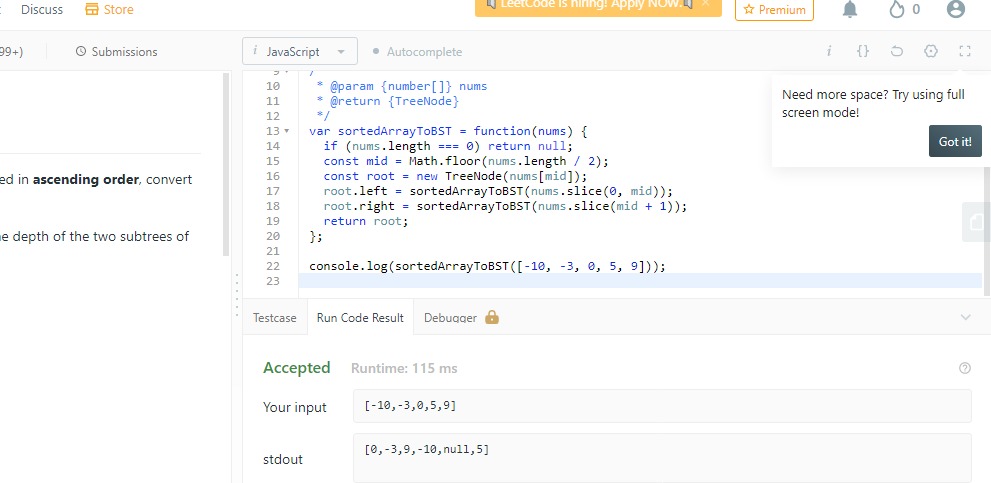 Discuss
Store
LeetCode is hiring! Apply NOW. ×
Premium
0
99+)
Submissions
i JavaScript
Autocomplete
i {}
Need more space? Try using full
screen mode!
Got it!
ed in ascending order, convert
e depth of the two subtrees of
9 */
10 * @param {number[]} nums
11 * @return {TreeNode}
12 */
13 var sortedArrayToBST = function(nums) {
14 if (nums.length === 0) return null;
15 const mid = Math.floor(nums.length / 2);
16 const root = new TreeNode(nums[mid]);
17 root.left = sortedArrayToBST(nums.slice(0, mid));
18 root.right = sortedArrayToBST(nums.slice(mid + 1));
19 return root;
20 };
21
22 console.log(sortedArrayToBST([-10, -3, 0, 5, 9]));
23
Testcase Run Code Result Debugger
Accepted Runtime: 115 ms
Your input [-10,-3,0,5,9]
stdout [0,-3,9,-10,null,5]